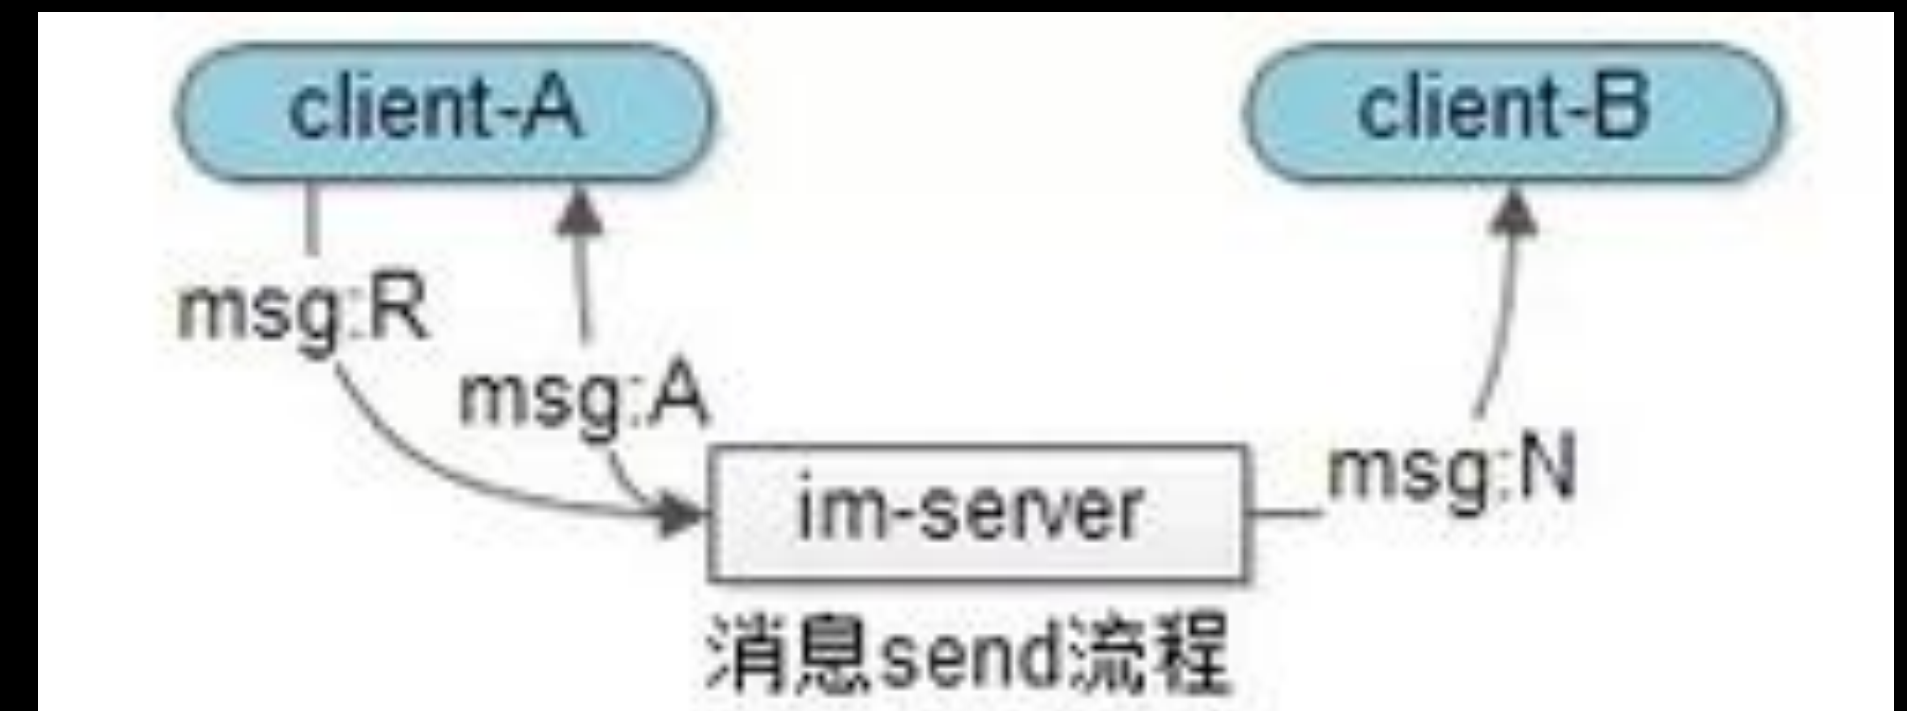 client-A
client-B
msg:R
msg:A
msg:N
im-server
消息send流程